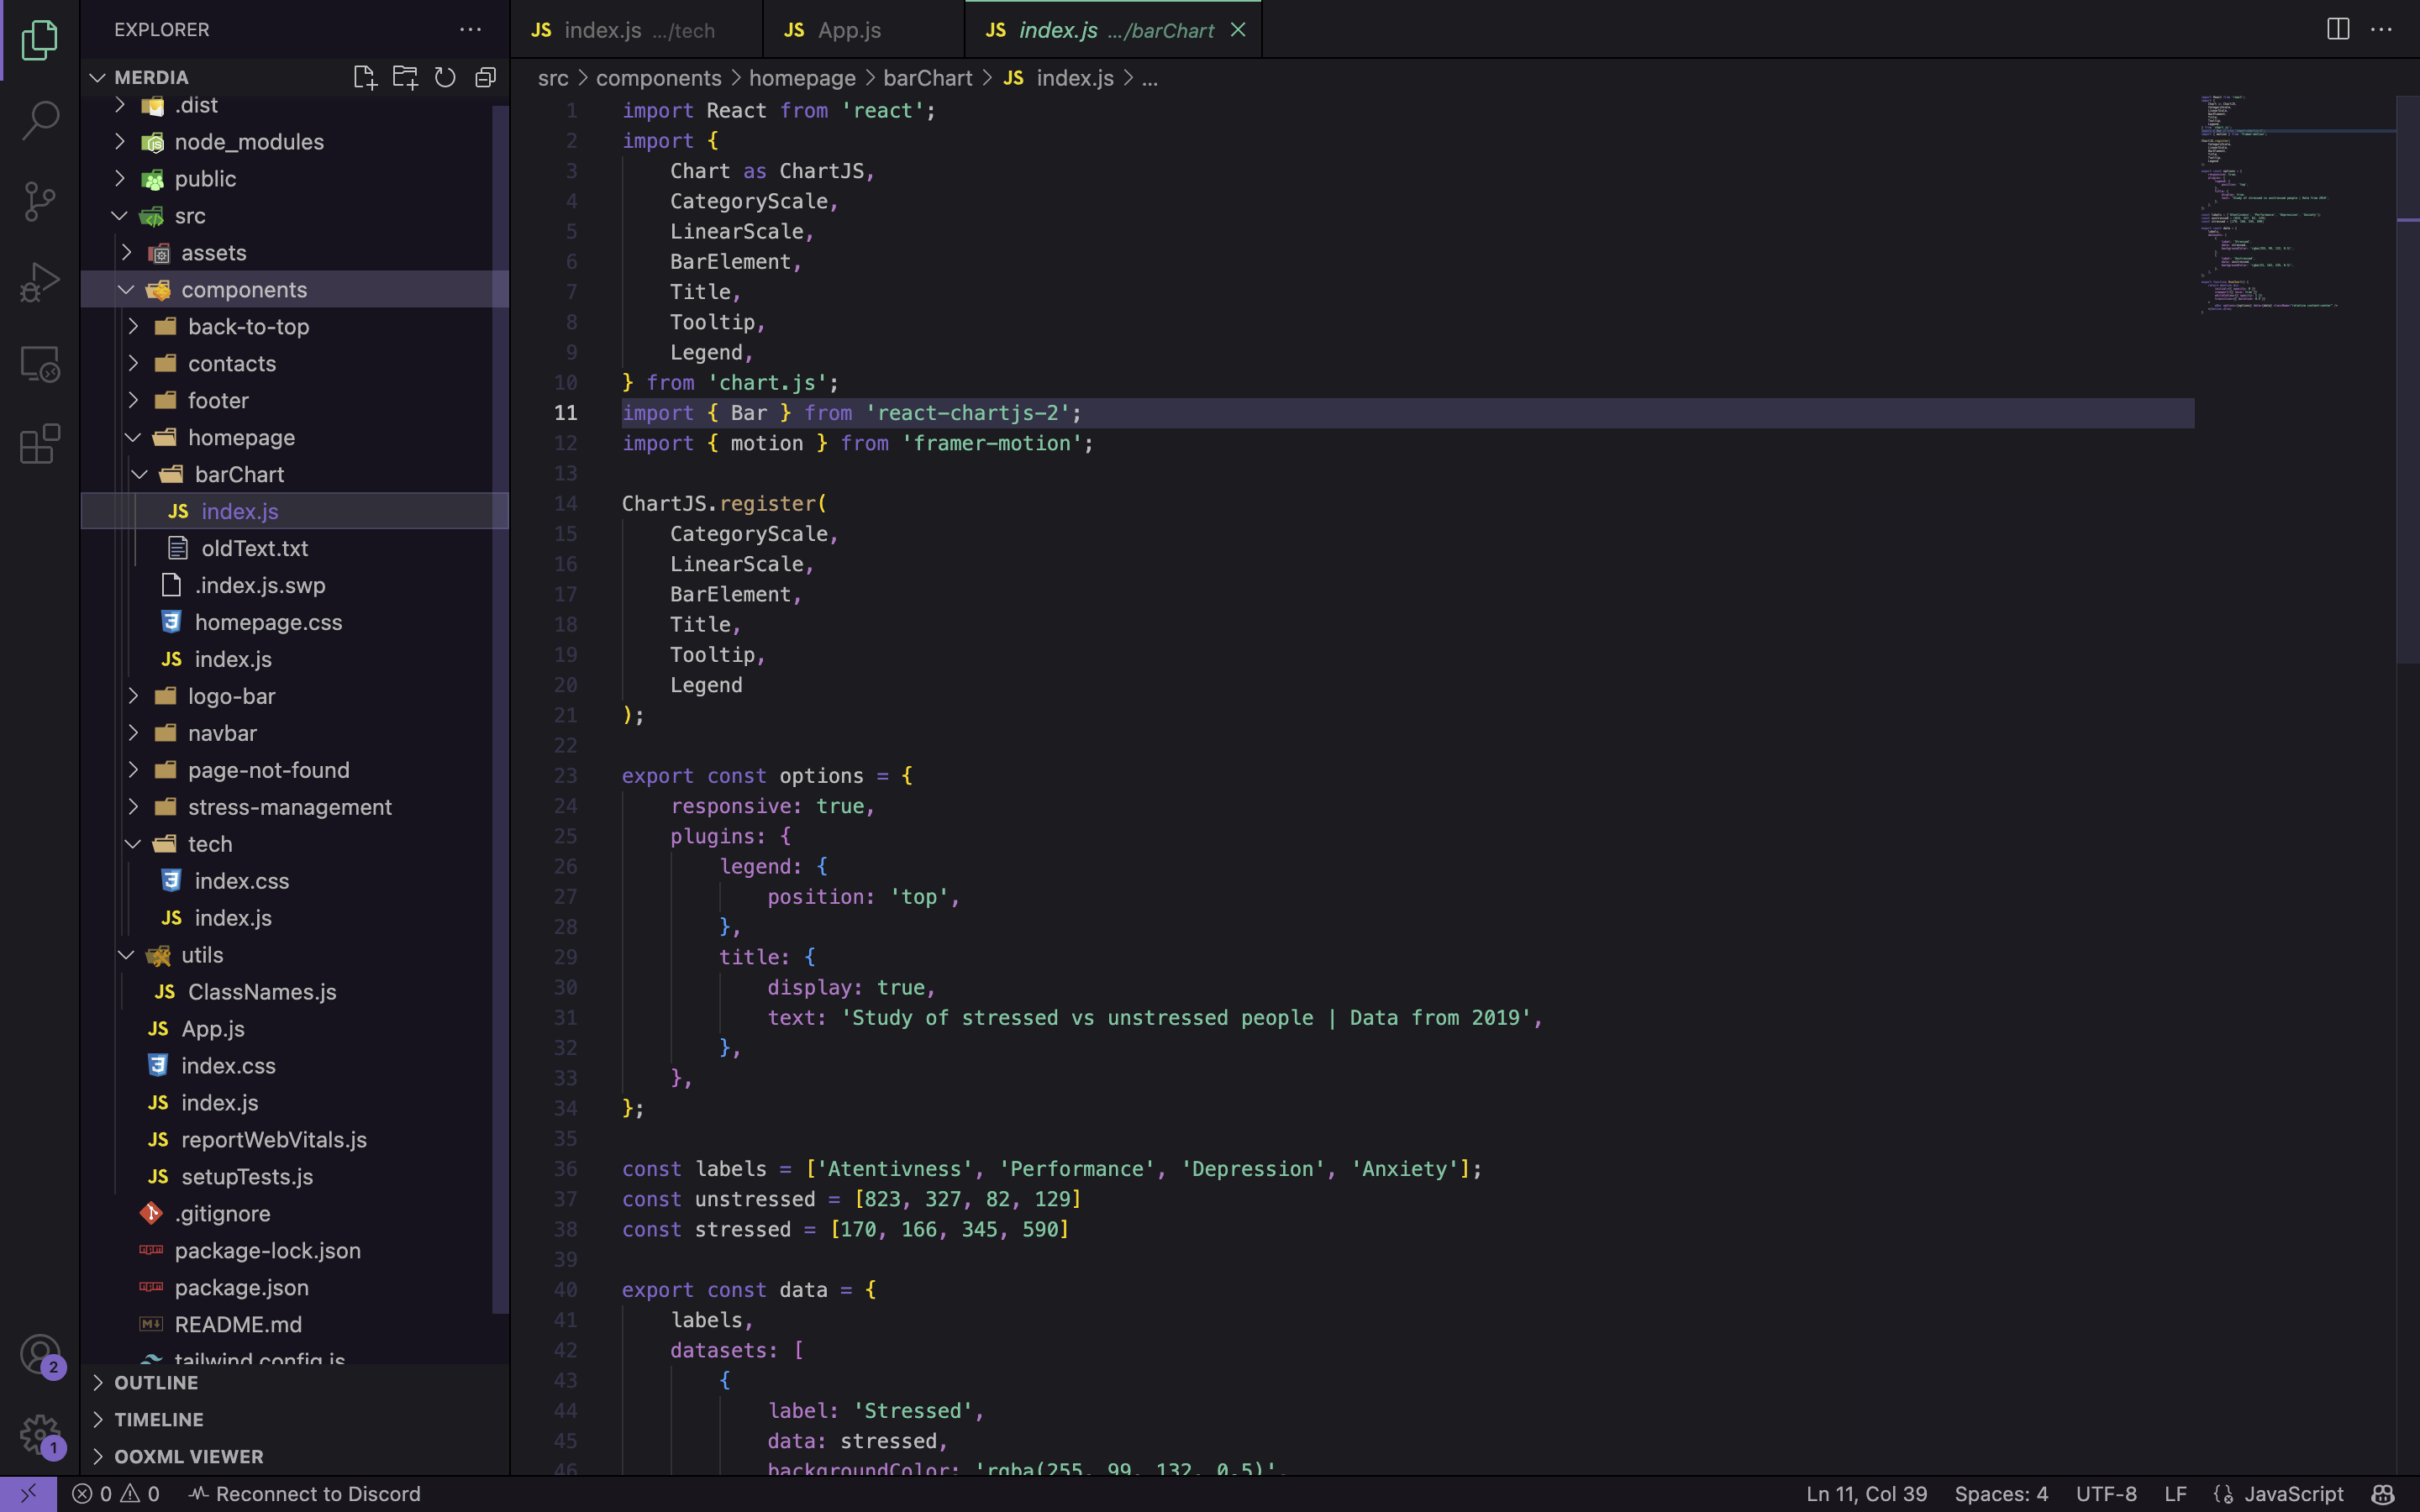 EXPLORER
MERDIA
.dist
node_modules
public
src
assets
components
back-to-top
contacts
footer
homepage
barChart
JS index.js
oldText.txt
.index.js.swp
homepage.css
JS index.js
logo-bar
navbar
page-not-found
stress-management
tech
index.css
JS index.js
utils
JS ClassNames.js
JS App.js
index.css
JS index.js
JS reportWebVitals.js
JS setupTests.js
.gitignore
package-lock.json
package.json
README.md
tailwind.config.js
OUTLINE
TIMELINE
OOXML VIEWER
2
1
JS index.js .../tech
JS App.js
JS index.js .../barChart
src > components > homepage > barChart > JS index.js > ...
1 import React from 'react';
2 import {
3 Chart as ChartJS,
4 CategoryScale,
5 LinearScale,
6 BarElement,
7 Title,
8 Tooltip,
9 Legend,
10 } from 'chart.js';
11 import { Bar } from 'react-chartjs-2';
12 import { motion } from 'framer-motion';
13
14 ChartJS.register(
15 CategoryScale,
16 LinearScale,
17 BarElement,
18 Title,
19 Tooltip,
20 Legend
21 );
22
23 export const options = {
24 responsive: true,
25 plugins: {
26 legend: {
27 position: 'top',
28 },
29 title: {
30 display: true,
31 text: 'Study of stressed vs unstressed people | Data from 2019',
32 },
33 },
34 };
35
36 const labels = ['Atentivness', 'Performance', 'Depression', 'Anxiety'];
37 const unstressed = [823, 327, 82, 129]
38 const stressed = [170, 166, 345, 590]
39
40 export const data = {
41 labels,
42 datasets: [
43 {
44 label: 'Stressed',
45 data: stressed,
46 backgroundColor: 'rgba(255, 99, 132, 0.5)',
0 0 Reconnect to Discord
Ln 11, Col 39 Spaces: 4 UTF-8 LF JavaScript